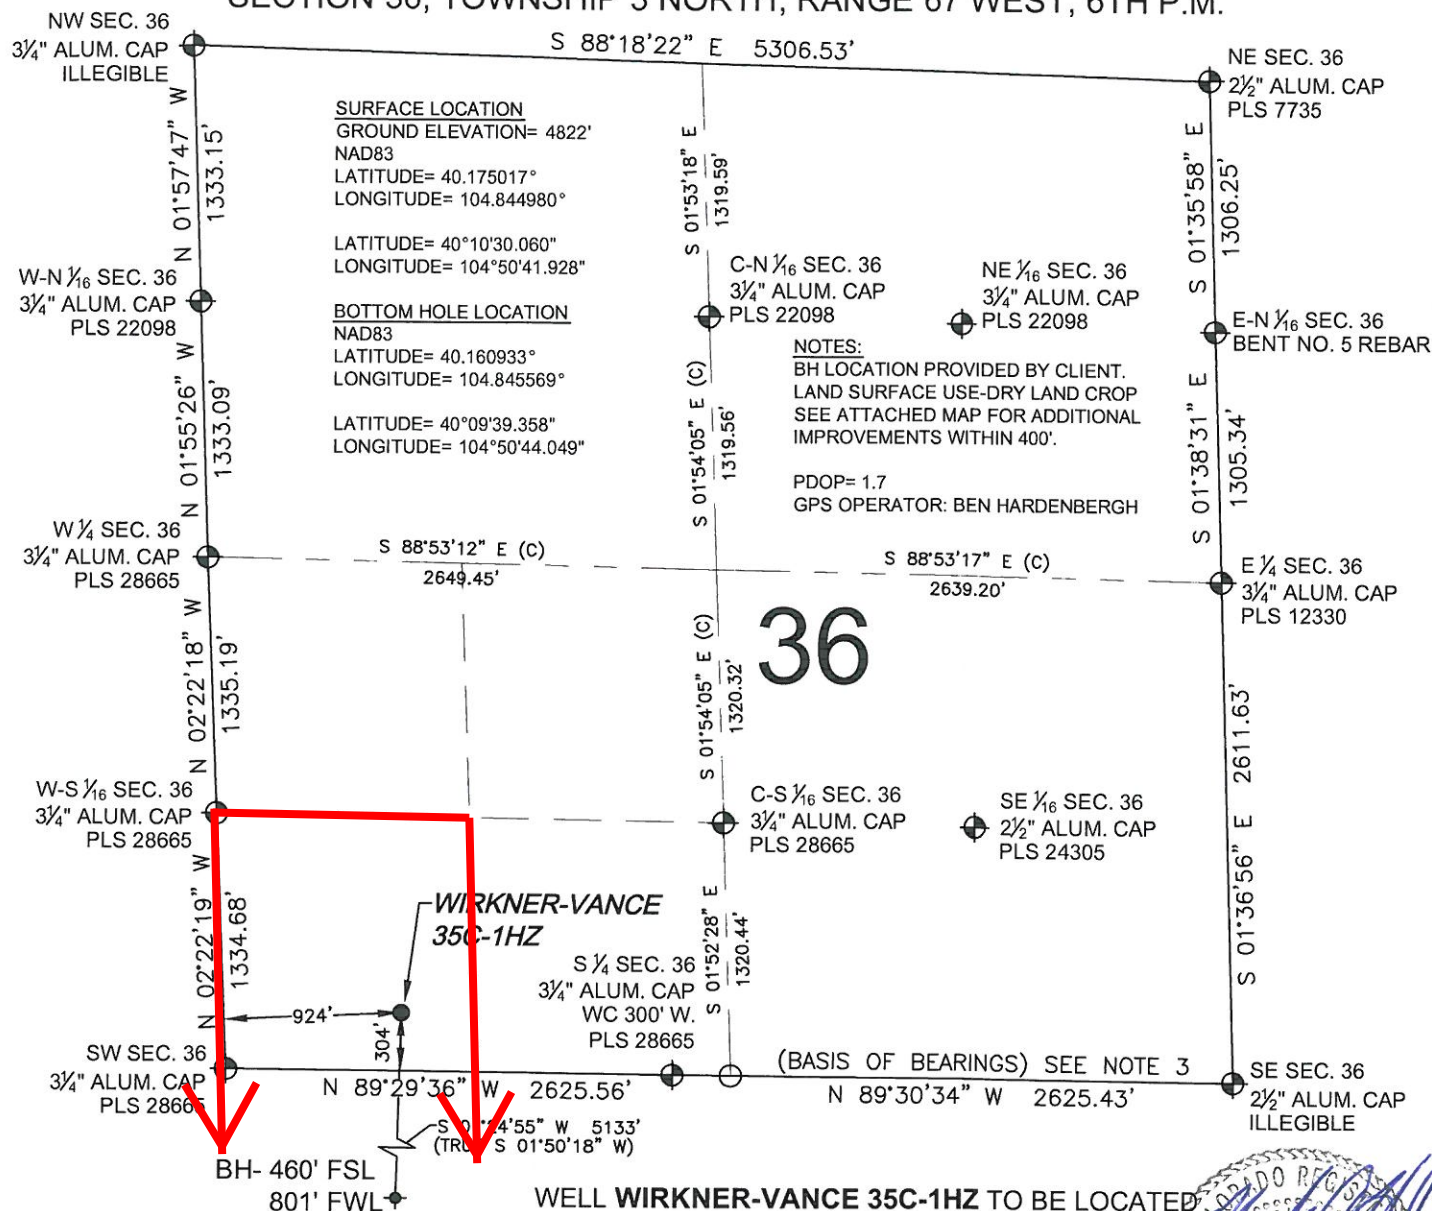 SECTION 36, TOWNSHIP 3 NORTH, RANGE 67 WEST, 6TH P.M.
NW SEC. 36
3¼" ALUM. CAP
ILLEGIBLE
S 88°18'22" E 5306.53'
NE SEC. 36
2½" ALUM. CAP
PLS 7735
N 01°57'47" W
1333.15'
SURFACE LOCATION
GROUND ELEVATION= 4822'
NAD83
LATITUDE= 40.175017°
LONGITUDE= 104.844980°
LATITUDE= 40°10'30.060"
LONGITUDE= 104°50'41.928"
BOTTOM HOLE LOCATION
NAD83
LATITUDE= 40.160933°
LONGITUDE= 104.845569°
LATITUDE= 40°09'39.358"
LONGITUDE= 104°50'44.049"
S 01°53'18" E
1319.59'
S 01°35'58" E
1306.25'
W-N 1/16 SEC. 36
3¼" ALUM. CAP
PLS 22098
C-N 1/16 SEC. 36
3¼" ALUM. CAP
PLS 22098
NE 1/16 SEC. 36
3¼" ALUM. CAP
PLS 22098
E-N 1/16 SEC. 36
BENT NO. 5 REBAR
NOTES:
BH LOCATION PROVIDED BY CLIENT.
LAND SURFACE USE-DRY LAND CROP
SEE ATTACHED MAP FOR ADDITIONAL
IMPROVEMENTS WITHIN 400'.
PDOP= 1.7
GPS OPERATOR: BEN HARDENBERGH
N 01°55'26" W
1333.09'
S 01°54'05" E (C)
1319.56'
S 01°38'31" E
1305.34'
W ¼ SEC. 36
3¼" ALUM. CAP
PLS 28665
S 88°53'12" E (C)
2649.45'
S 88°53'17" E (C)
2639.20'
E ¼ SEC. 36
3¼" ALUM. CAP
PLS 12330
36
N 02°22'18" W
1335.19'
S 01°54'05" E (C)
1320.32'
S 01°36'56" E 2611.63'
W-S 1/16 SEC. 36
3¼" ALUM. CAP
PLS 28665
C-S 1/16 SEC. 36
3¼" ALUM. CAP
PLS 28665
SE 1/16 SEC. 36
2½" ALUM. CAP
PLS 24305
N 02°22'19" W
1334.68'
WIRKNER-VANCE
35C-1HZ
S 01°52'28" E
1320.44'
S ¼ SEC. 36
3¼" ALUM. CAP
WC 300' W.
PLS 28665
924'
304'
SW SEC. 36
3¼" ALUM. CAP
PLS 28665
N 89°29'36" W 2625.56'
(BASIS OF BEARINGS) SEE NOTE 3
N 89°30'34" W 2625.43'
SE SEC. 36
2½" ALUM. CAP
ILLEGIBLE
S 24'55" W 5133'
(TRU S 01°50'18" W)
BH- 460' FSL
801' FWL
WELL WIRKNER-VANCE 35C-1HZ TO BE LOCATED